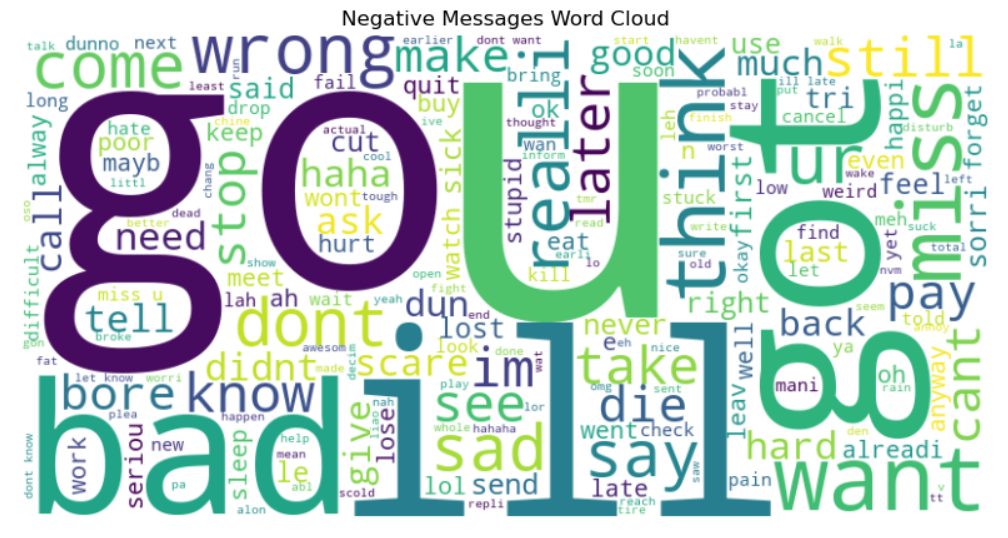 Negative Messages Word Cloud
talk
dunno
next
come
wrong
earlier
dont want
make
bring
start
havent
good
soon
use
walk
la
much
still
long
least
run
said
fail
quit
buy
ive
ok
thought
wan
inform
really
realli
later
think
probabl
stay
ill late
put
tri
cancel
happi
disturb
forget
alway
hate
poor
mayb
littl
go
chine
drop
keep
actual
cut
cool
haha
wont
tough
ask
hurt
u
watch
sick
stupid
eat
earli
kill
tmr
read
lo
leh
n
finish
worst
stuck
write
sure
old
okay
first
low
got
ur
even
wake
weird
feel
left
meh
suck
yet
find
last
let
nvm
total
miss
sorri
call
oso
chang
dead
better
need
stop
show
meet
difficult
miss u
tell
broke
mon
fat
lah
ah
wait
yeah
open
fight
dun
end
lost
look
done
wat
never
e
eh
nice
right
back
seem
pay
told
annoy
dont
didnt
awesom
made
decim
scare
im
take
omg
sent
well
ya
mani
oh
rain
anyway
cant
let know
worri
bore
know
plea
happen
play
see
lor
die
leav
den
bad
ill
dont know
work
seriou
new
pa
sleep
help
mean
le
abl
alon
scold
give
liao
nah
lose
whole
hahaha
sad
lol
send
repli
went
check
say
saw
late
reach
tire
pain
hard
alreadi
want
v
tt